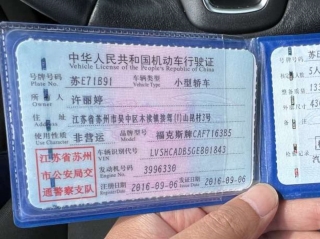 中华人民共和国机动车行驶证
Vehicle License of the People's Republic of China
号牌号码 苏E71B91 车辆类型 小型轿车
Plate No. Vehicle Type
所有人 许丽婷
Owner
住址 江苏省苏州市吴中区木渎镇
Address
使用性质 非营运 品牌型号 福克斯牌CAF7163B5
Use Character Model
江苏省苏州
市公安局交
通警察支队
车辆识别代号 LVSHCADB5GE801843
VIN
发动机号码 3996330
Engine No.
注册日期 2016-09-06 发证日期 2016-09-06
Register Date Issue Date